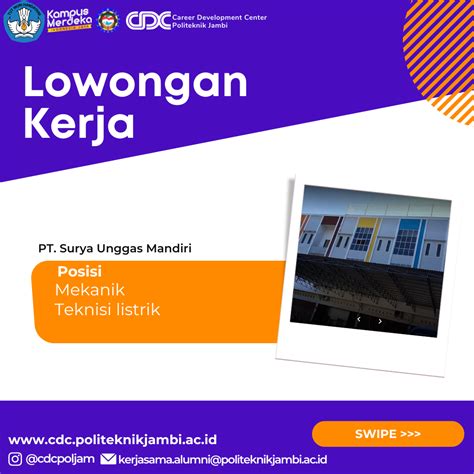 Kampus
Merdeka
INDONESIA JAYA
CDC
Career Development Center
Politeknik Jambi
Lowongan
Kerja
PT. Surya Unggas Mandiri
Posisi
Mekanik
Teknisi listrik
www.cdc.politeknikjambi.ac.id
@cdcpoljam
kerjasama.alumni@politeknikjambi.ac.id
SWIPE >>>